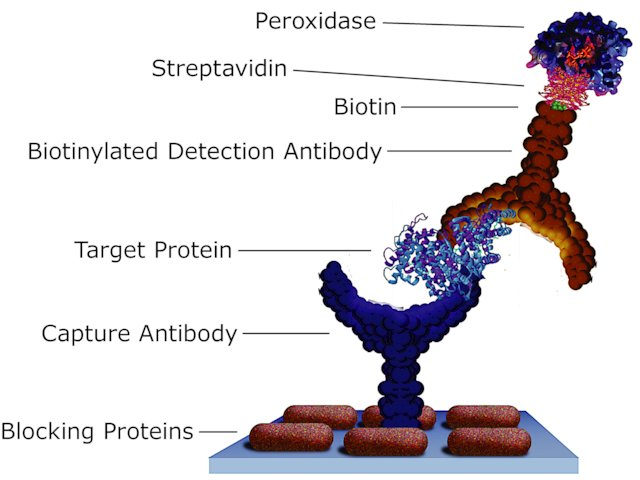 Peroxidase
Streptavidin
Biotin
Biotinylated Detection Antibody
Target Protein
Capture Antibody
Blocking Proteins